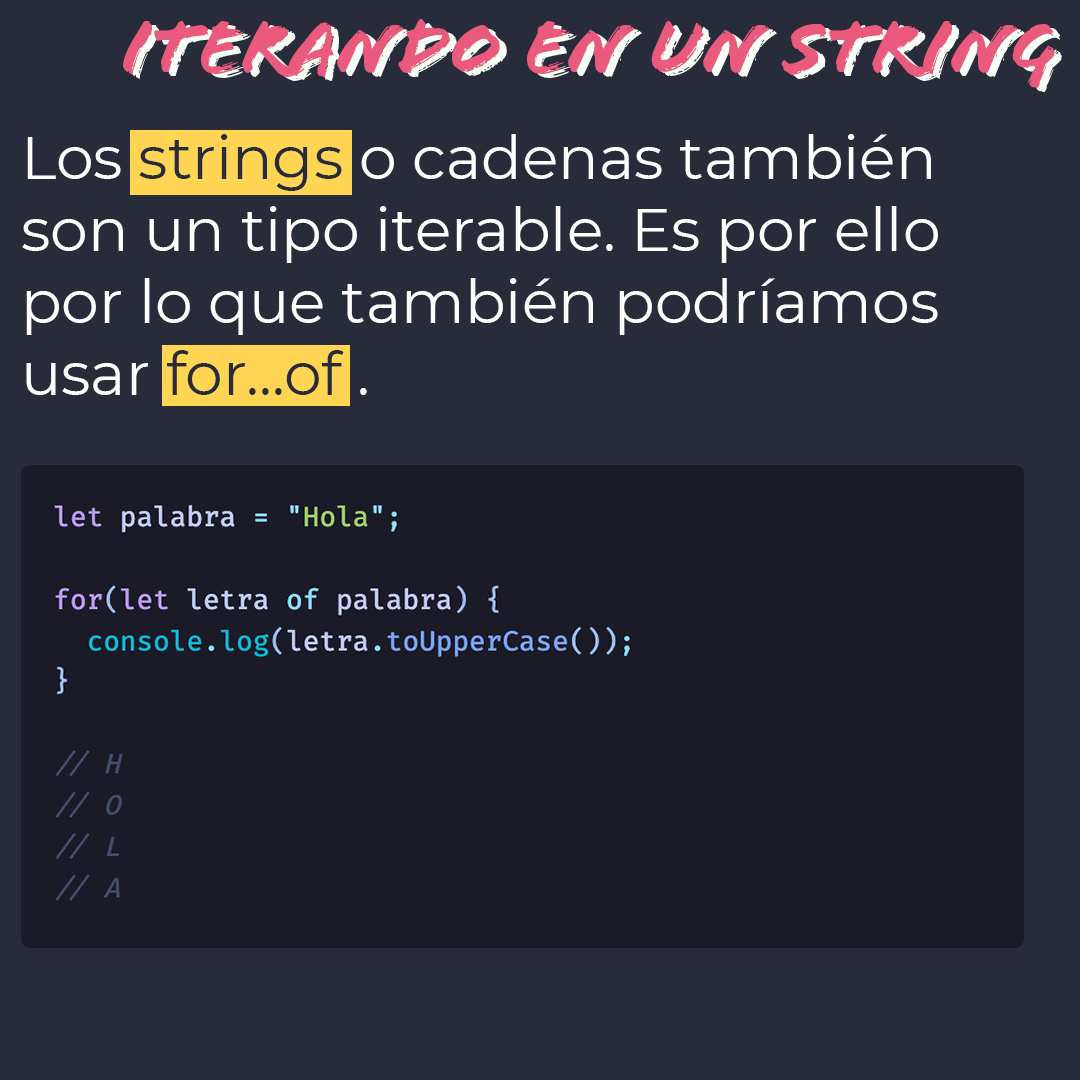 ITERANDO EN UN STRING
Los strings o cadenas también
son un tipo iterable. Es por ello
por lo que también podríamos
usar for...of .
let palabra = "Hola";
for(let letra of palabra) {
  console.log(letra.toUpperCase());
}
// H
// O
// L
// A